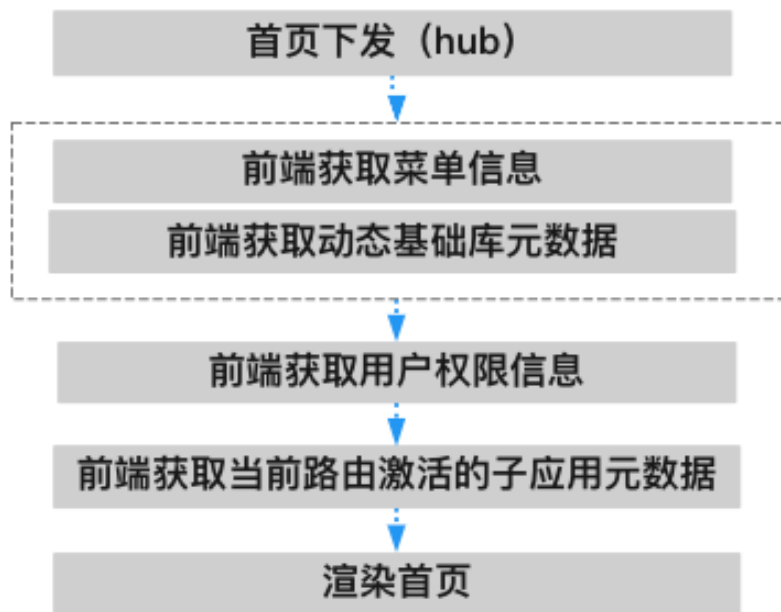 首页下发（hub）
前端获取菜单信息
前端获取动态基础库元数据
前端获取用户权限信息
前端获取当前路由激活的子应用元数据
渲染首页